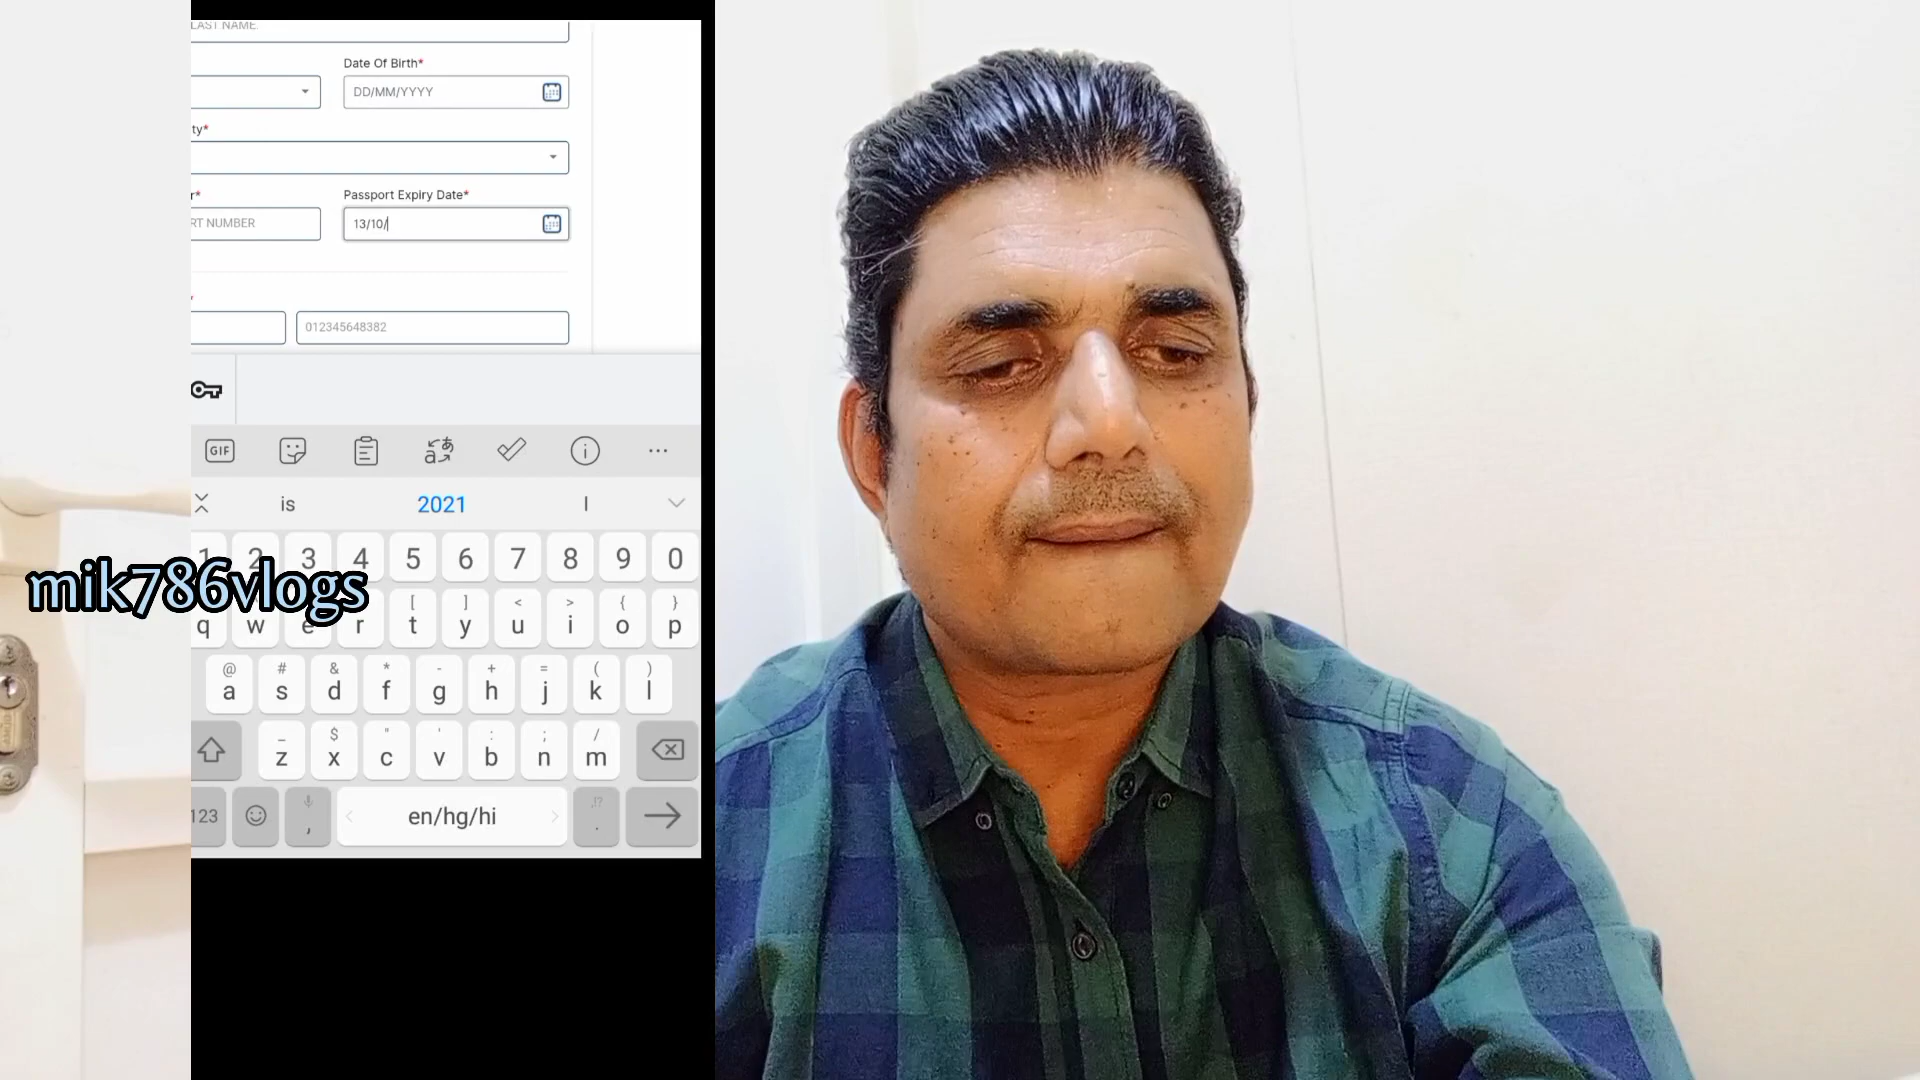 LAST NAME
Date Of Birth*
DD/MM/YYYY
ty*
r*
Passport Expiry Date*
RT NUMBER
13/10/
*
012345648382
GIF
is 2021 I
1 2 3 4 5 6 7 8 9 0
mik786vlogs
[ ] < > { }
q w e r t y u i o p
@ # & * - + = ( )
a s d f g h j k l
_ $ " ' : ; /
z x c v b n m
123 , en/hg/hi ,!? .